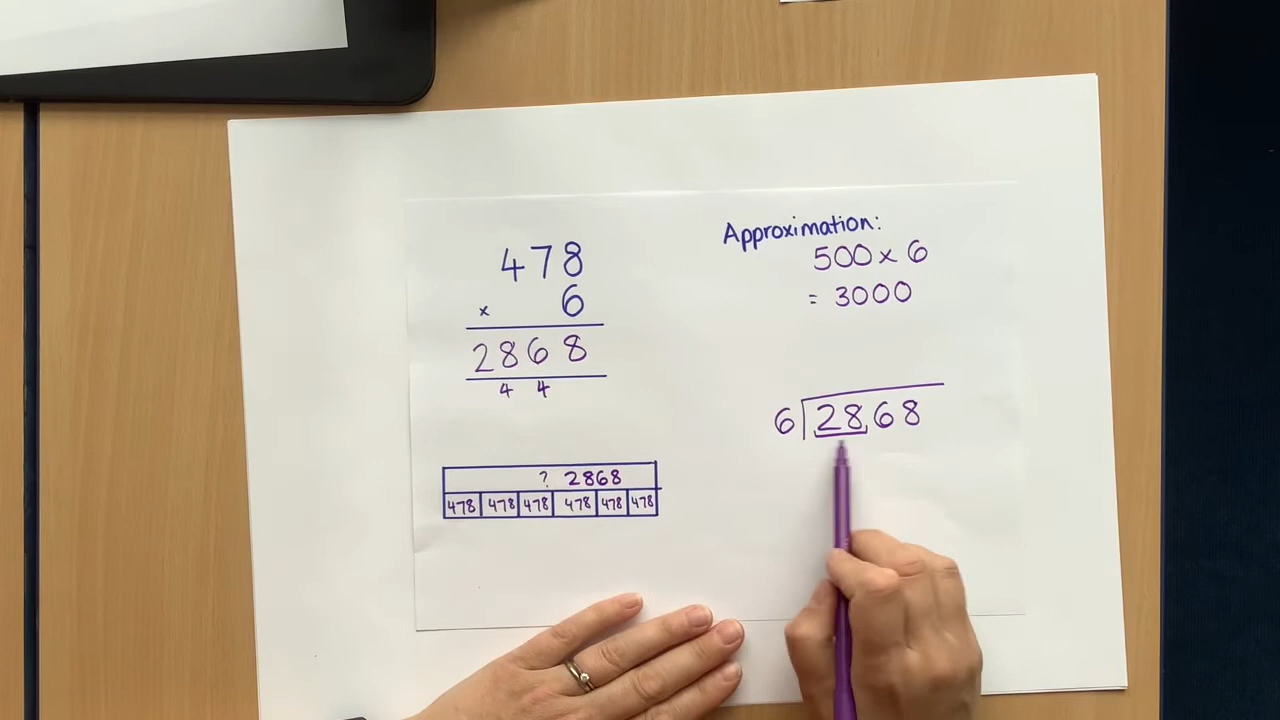 478
× 6
2868
4 4
? 2868
478 478 478 478 478 478
Approximation:
500 × 6
= 3000
6 2868